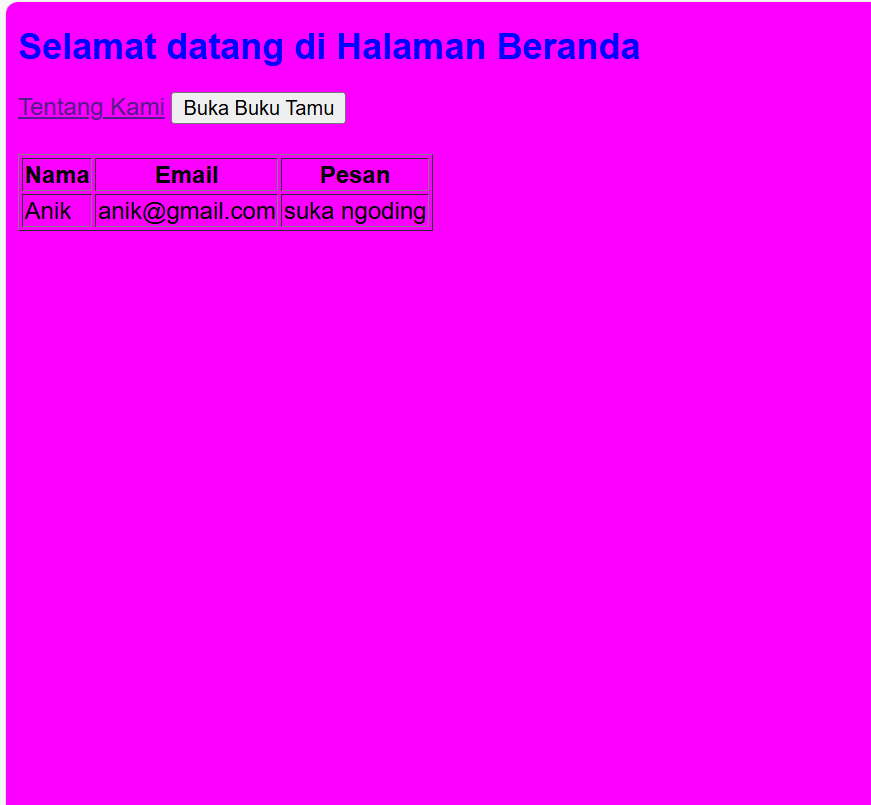 Selamat datang di Halaman Beranda
Tentang Kami Buka Buku Tamu
Nama Email Pesan
Anik anik@gmail.com suka ngoding